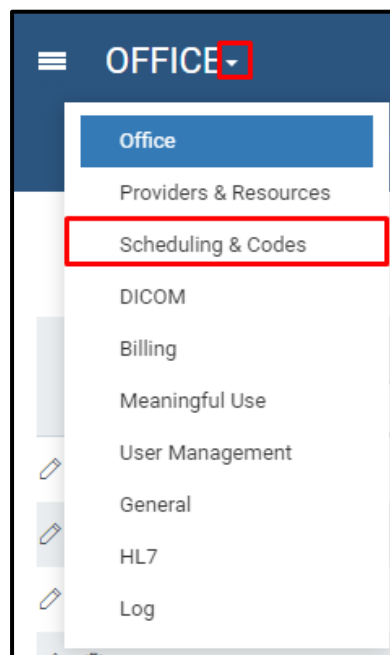 OFFICE
Office
Providers & Resources
Scheduling & Codes
DICOM
Billing
Meaningful Use
User Management
General
HL7
Log